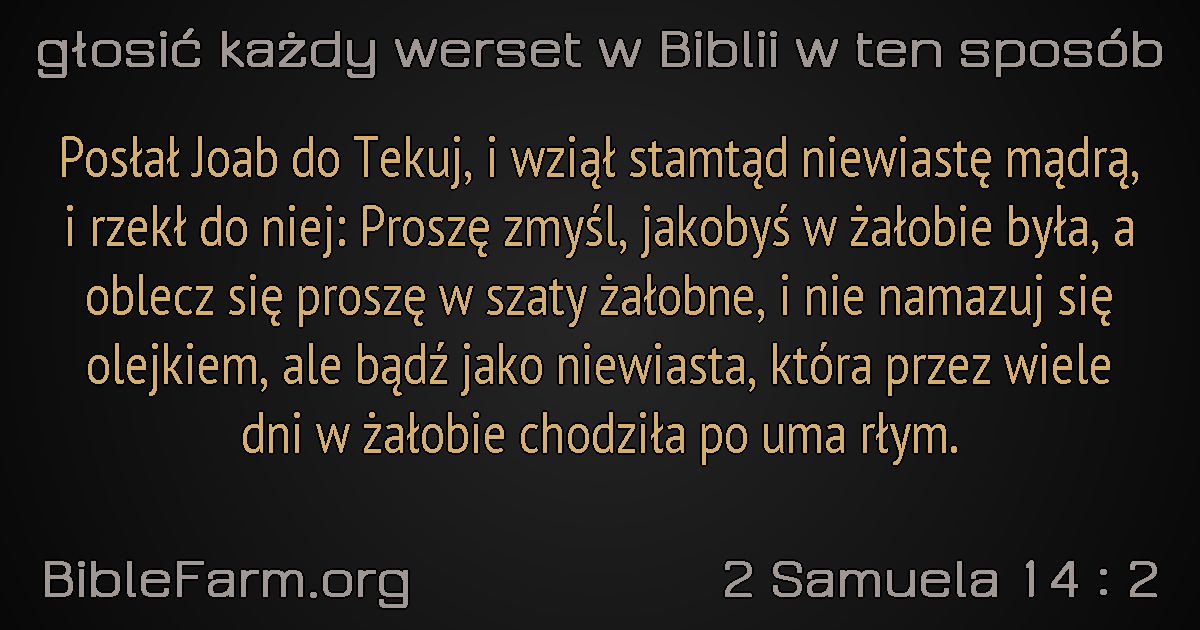 głosić każdy werset w Biblii w ten sposób
Posłał Joab do Tekuj, i wziął stamtąd niewiastę mądrą,
i rzekł do niej: Proszę zmyśl, jakobyś w żałobie była, a
oblecz się proszę w szaty żałobne, i nie namazuj się
olejkiem, ale bądź jako niewiasta, która przez wiele
dni w żałobie chodziła po uma rłym.
BibleFarm.org
2 Samuela 14 : 2